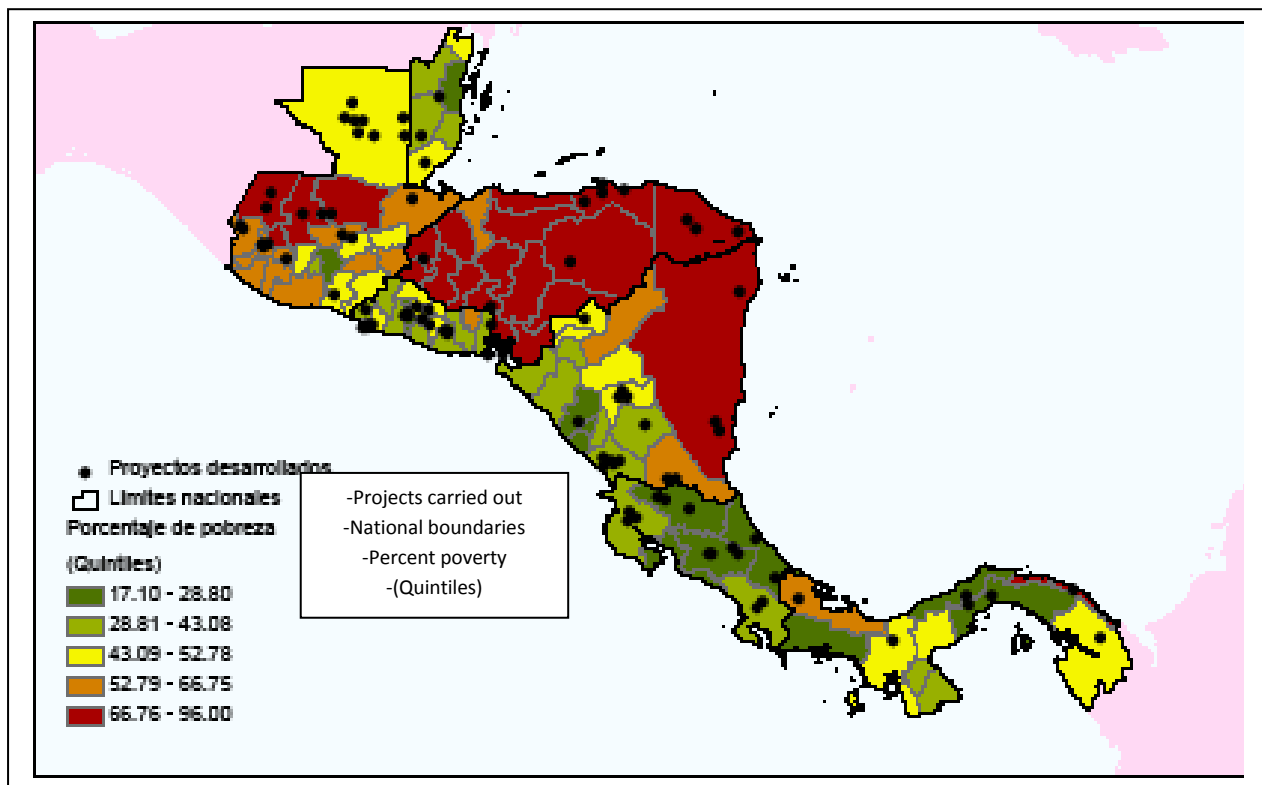 Proyectos desarrollados
Límites nacionales
Porcentaje de pobreza
(Quintiles)
17.10 - 28.80
28.81 - 43.08
43.09 - 52.78
52.79 - 66.75
66.76 - 96.00
-Projects carried out
-National boundaries
-Percent poverty
-(Quintiles)